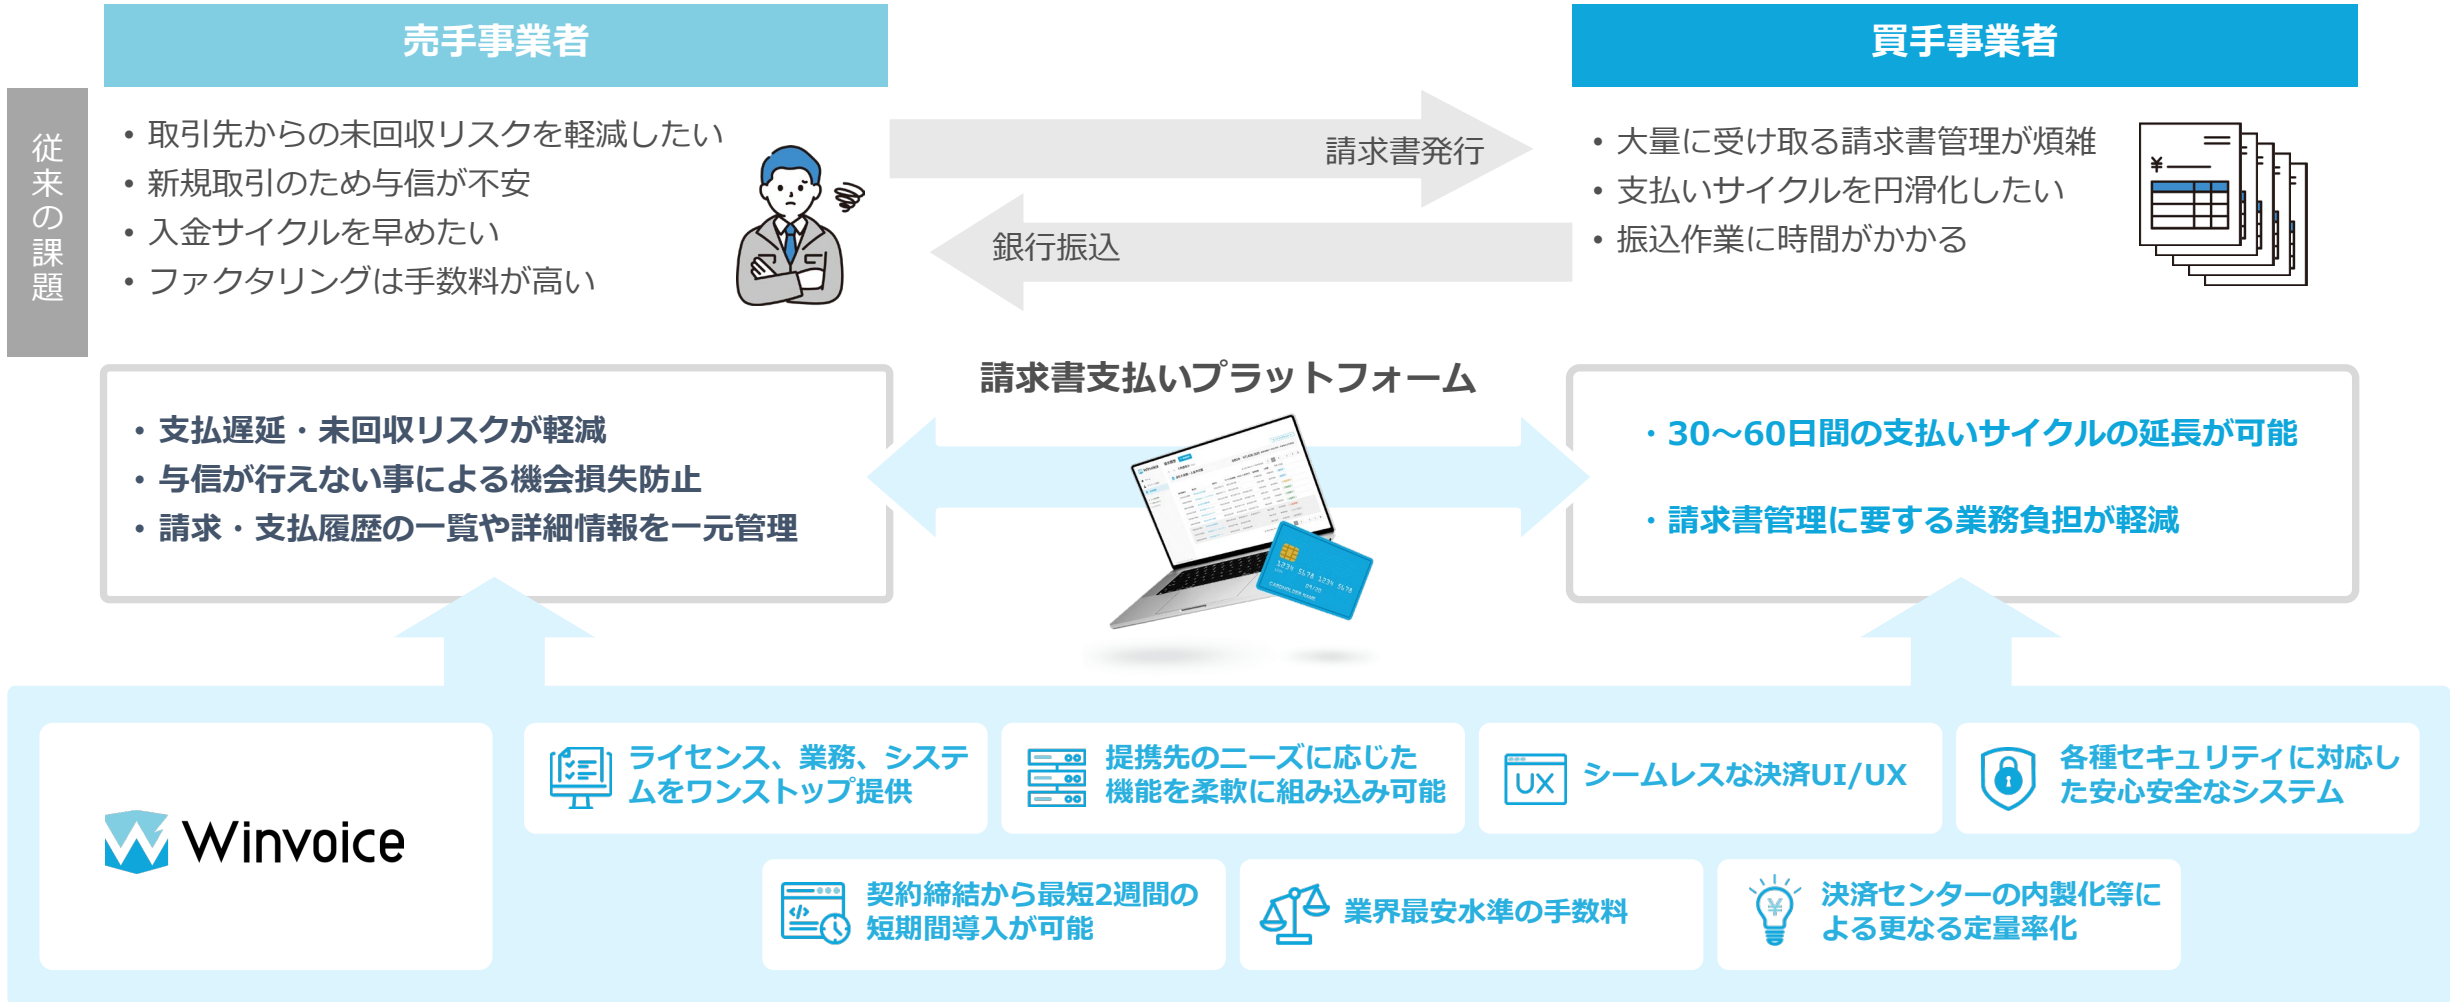 売手事業者
買手事業者
従来の課題
• 取引先からの未回収リスクを軽減したい
• 新規取引のため与信が不安
• 入金サイクルを早めたい
• ファクタリングは手数料が高い
請求書発行
銀行振込
• 大量に受け取る請求書管理が煩雑
• 支払いサイクルを円滑化したい
• 振込作業に時間がかかる
¥
請求書支払いプラットフォーム
• 支払遅延・未回収リスクが軽減
• 与信が行えない事による機会損失防止
• 請求・支払履歴の一覧や詳細情報を一元管理
1234 5678 1234 5678
CARDHOLDER NAME
・30～60日間の支払いサイクルの延長が可能
・請求書管理に要する業務負担が軽減
Winvoice
ライセンス、業務、システ
ムをワンストップ提供
提携先のニーズに応じた
機能を柔軟に組み込み可能
UX
シームレスな決済UI/UX
各種セキュリティに対応し
た安心安全なシステム
</>
契約締結から最短2週間の
短期間導入が可能
業界最安水準の手数料
¥
決済センターの内製化等に
よる更なる定量率化